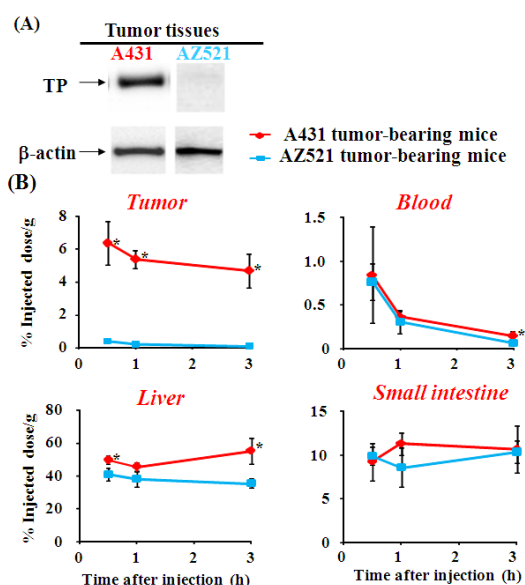 (A)
Tumor tissues
A431 AZ521
TP
β-actin
A431 tumor-bearing mice
AZ521 tumor-bearing mice
(B)
Tumor
% Injected dose/g
8
6
4
2
0
* * *
0 1 2 3
Blood
1.5
1.0
0.5
0
*
0 1 2 3
Liver
% Injected dose/g
80
60
40
20
0
* *
0 1 2 3
Time after injection (h)
Small intestine
15
10
5
0
0 1 2 3
Time after injection (h)